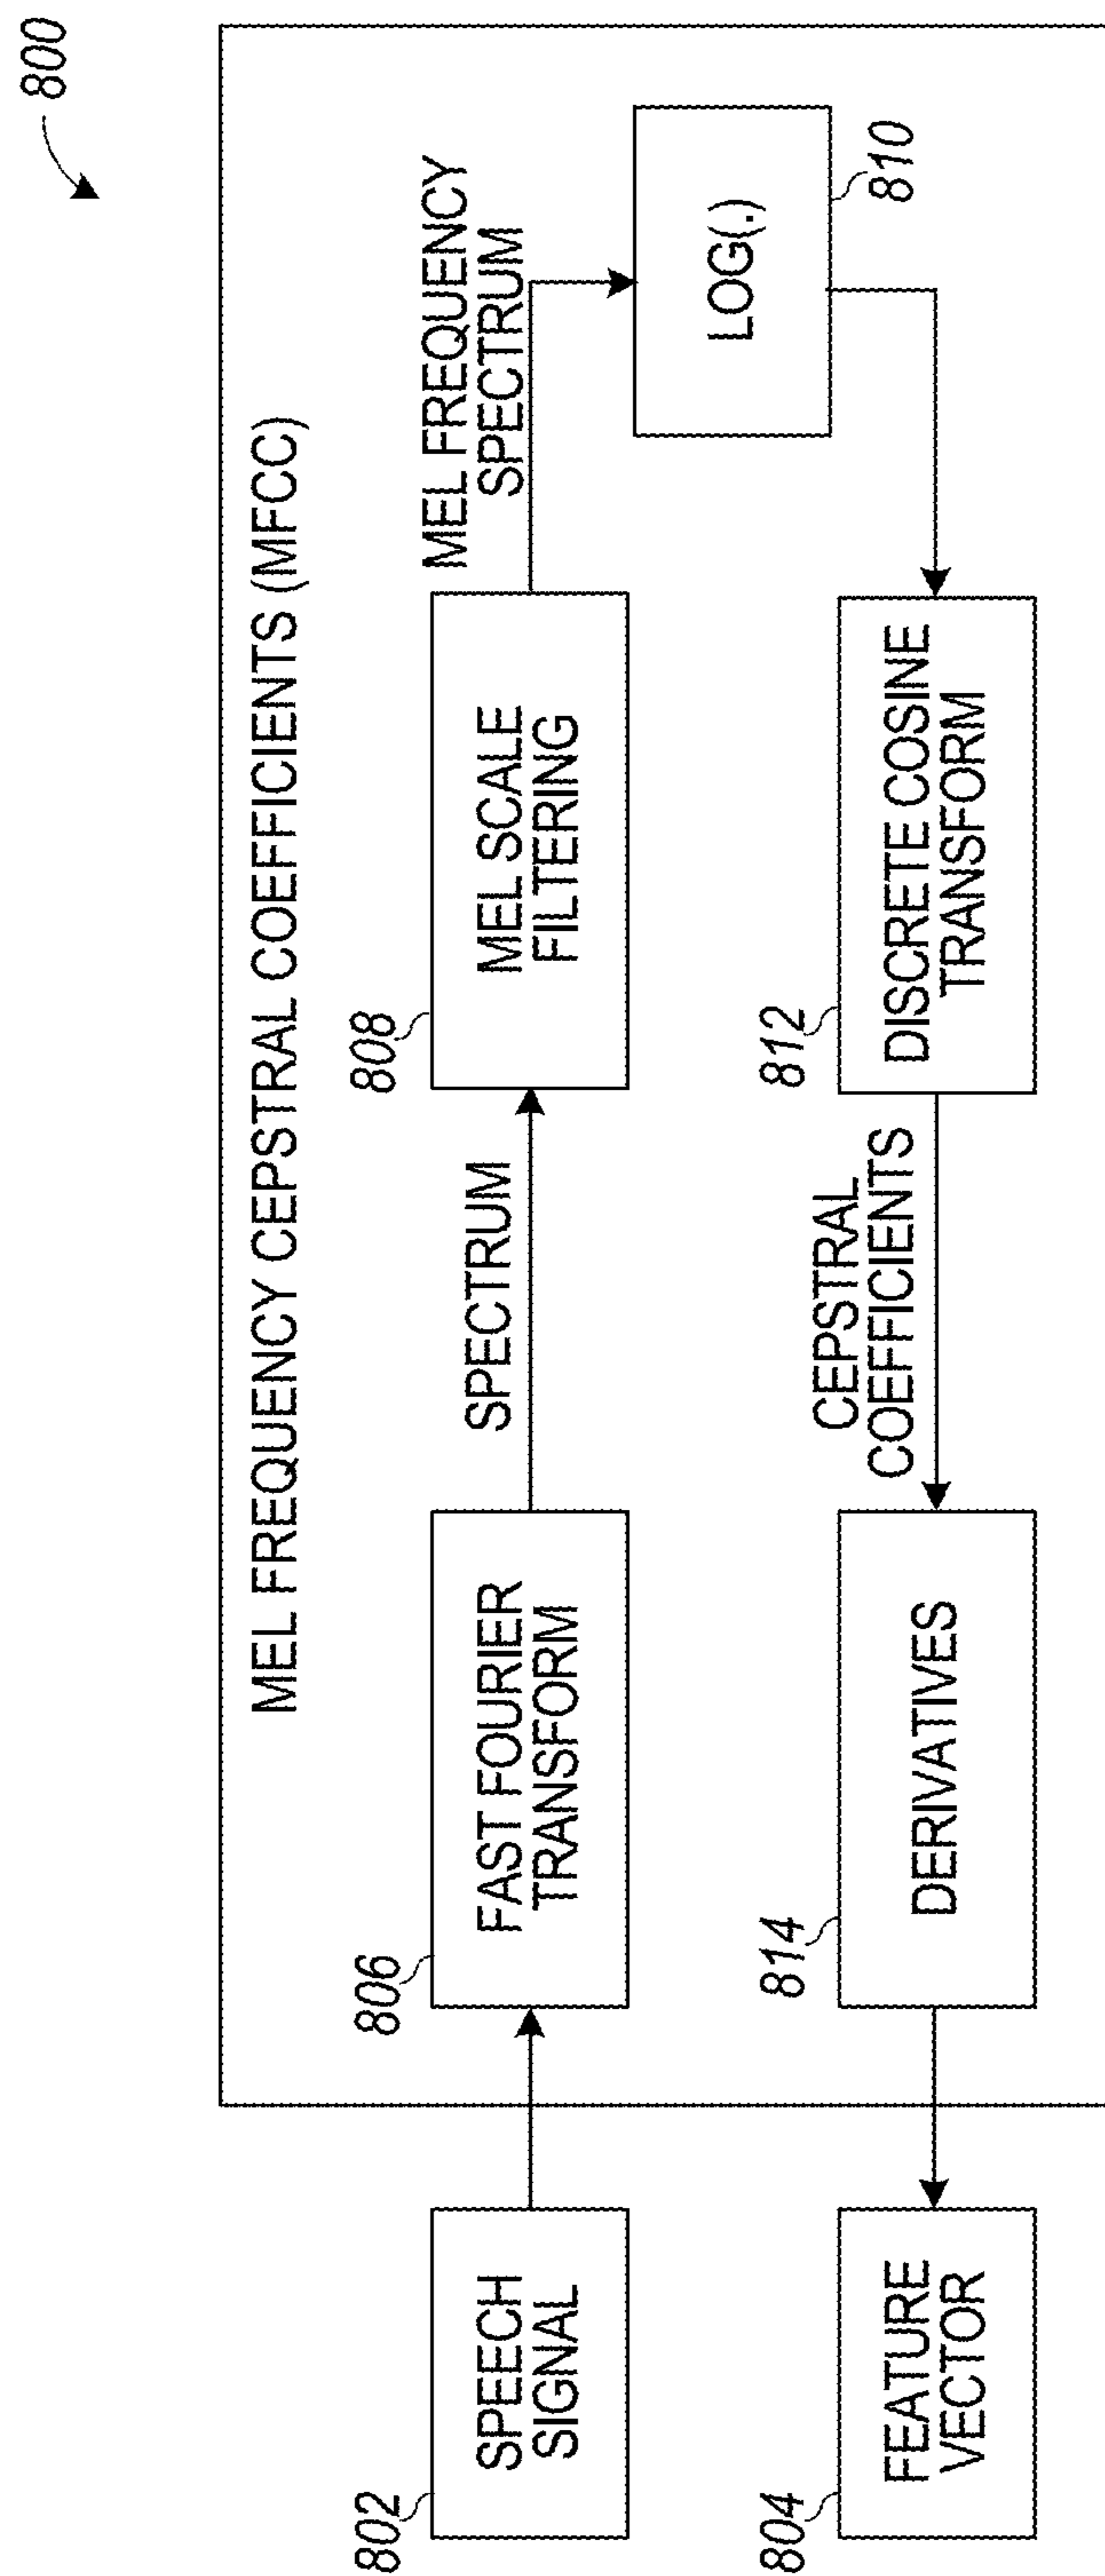 800
MEL FREQUENCY CEPSTRAL COEFFICIENTS (MFCC)
802
SPEECH
SIGNAL
806
FAST FOURIER
TRANSFORM
SPECTRUM
808
MEL SCALE
FILTERING
MEL FREQUENCY
SPECTRUM
LOG(.)
810
812
DISCRETE COSINE
TRANSFORM
CEPSTRAL
COEFFICIENTS
814
DERIVATIVES
804
FEATURE
VECTOR